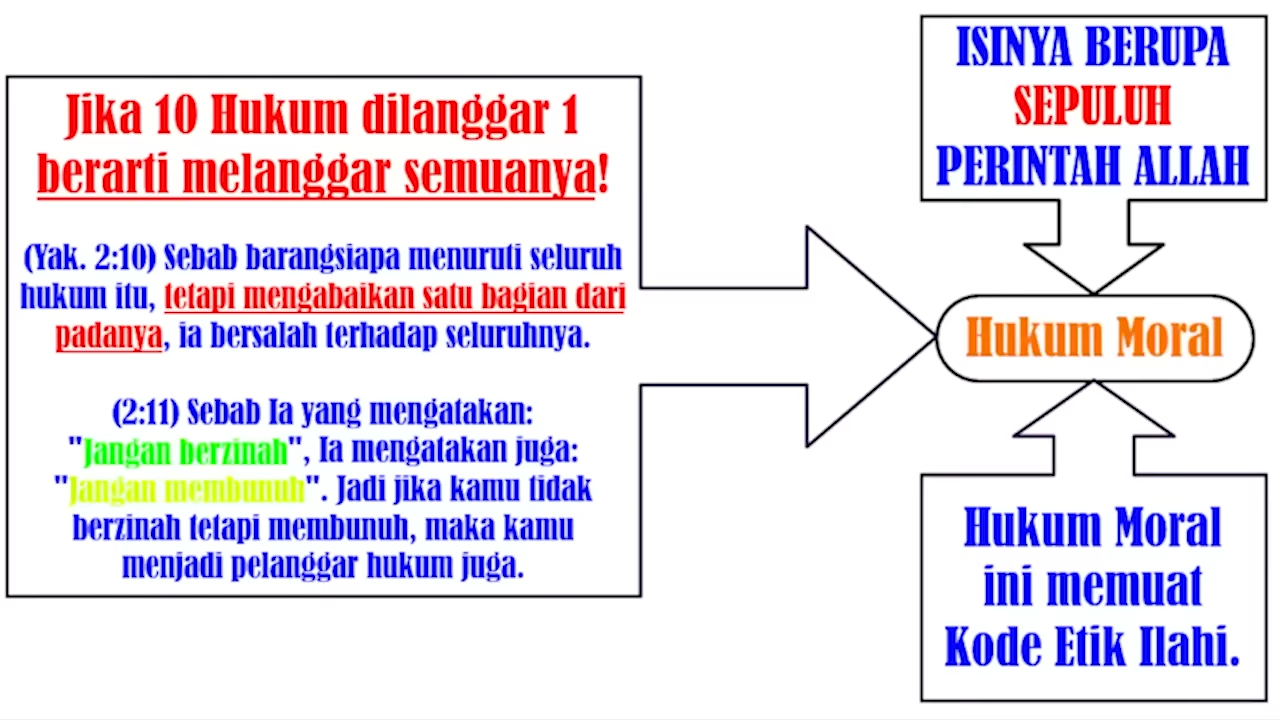 Jika 10 Hukum dilanggar 1
berarti melanggar semuanya!
(Yak. 2:10) Sebab barangsiapa menuruti seluruh
hukum itu, tetapi mengabaikan satu bagian dari
padanya, ia bersalah terhadap seluruhnya.
(2:11) Sebab Ia yang mengatakan:
"Jangan berzinah", Ia mengatakan juga:
"Jangan membunuh". Jadi jika kamu tidak
berzinah tetapi membunuh, maka kamu
menjadi pelanggar hukum juga.
ISINYA BERUPA
SEPULUH
PERINTAH ALLAH
Hukum Moral
Hukum Moral
ini memuat
Kode Etik Ilahi.